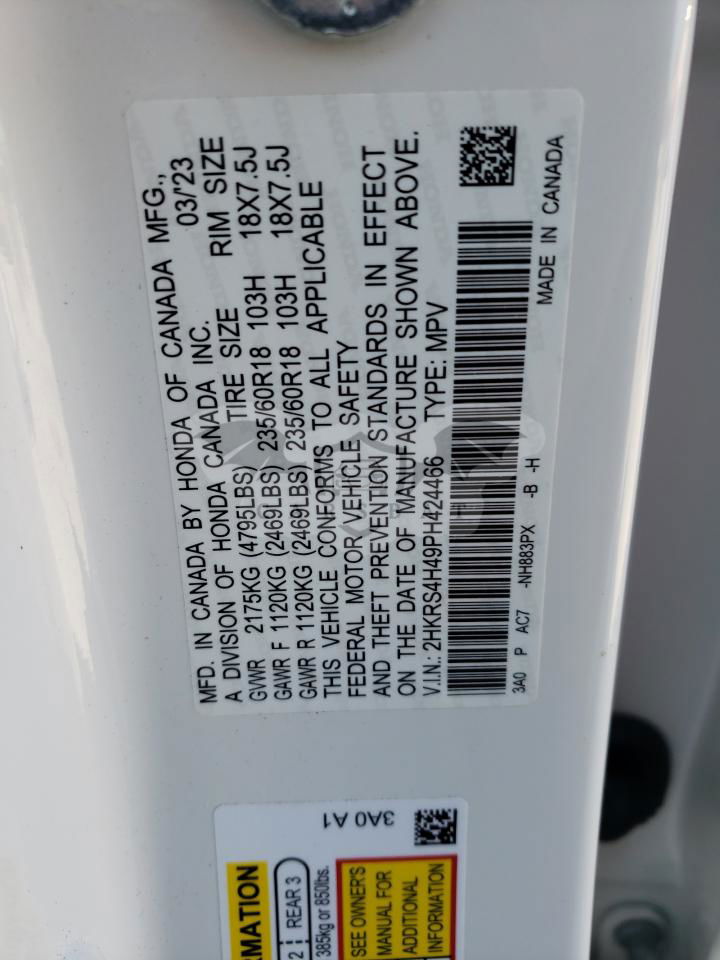 MFD. IN CANADA BY HONDA OF CANADA MFG.,
A DIVISION OF HONDA CANADA INC. 03/'23
GVWR 2175KG (4795LBS) TIRE SIZE RIM SIZE
GAWR F 1120KG (2469LBS) 235/60R18 103H 18X7.5J
GAWR R 1120KG (2469LBS) 235/60R18 103H 18X7.5J
THIS VEHICLE CONFORMS TO ALL APPLICABLE
FEDERAL MOTOR VEHICLE SAFETY
AND THEFT PREVENTION STANDARDS IN EFFECT
ON THE DATE OF MANUFACTURE SHOWN ABOVE.
V.I.N.: 2HKRS4H49PH424466 TYPE: MPV
3A0 P AC7 -NH883PX -B -H
MADE IN CANADA
3A0 A1
RMATION
2 REAR 3
385kg or 850lbs.
SEE OWNER'S
MANUAL FOR
ADDITIONAL
INFORMATION